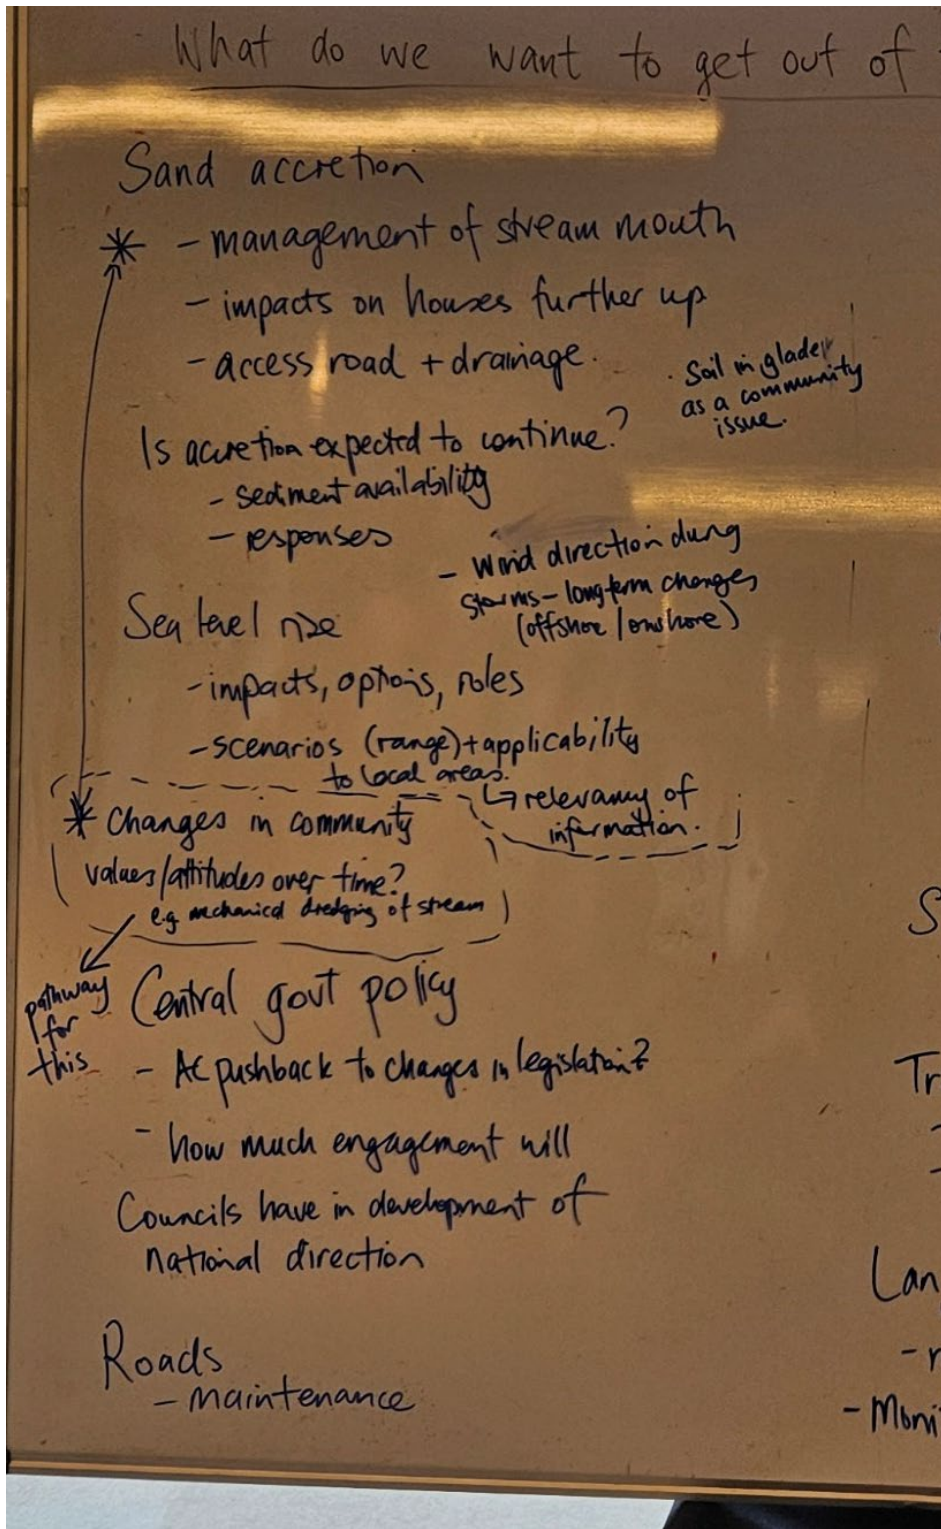 What do we want to get out of
Sand accretion
* - management of stream mouth
- impacts on houses further up
- access road + drainage.
Soil in glade
as a community
issue.
Is accretion expected to continue?
- sediment availability
- responses
- Wind direction durng
storms - long-term changes
(offshore / onshore)
Sea level rise
- impacts, options, roles
- scenarios (range) + applicability
to local areas.
↳ relevancy of
information.
* Changes in community
values/attitudes over time?
e.g mechanical dredging of stream
pathway
for
this
Central govt policy
- AC pushback to changes in legislation?
- how much engagement will
Councils have in development of
national direction
Roads
- maintenance
S
Tr
Lan
- r
- Moni